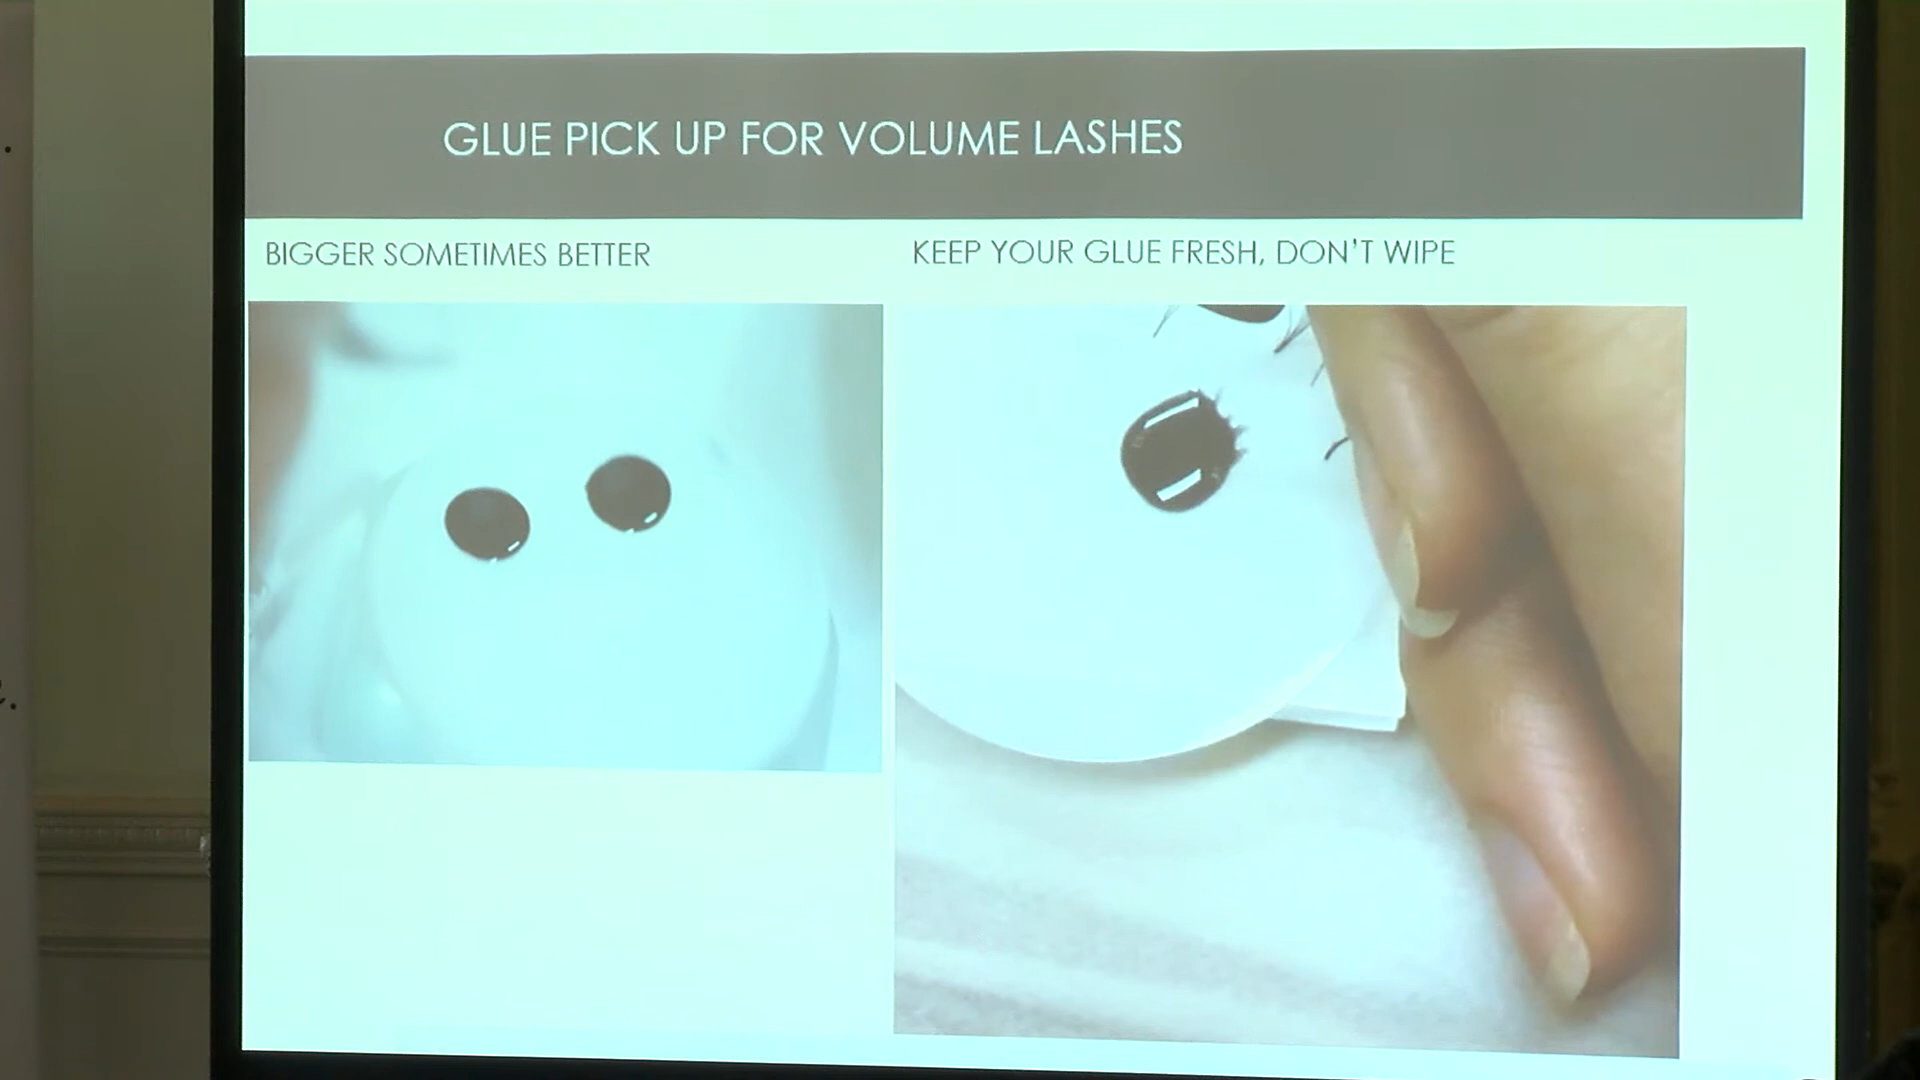 GLUE PICK UP FOR VOLUME LASHES
BIGGER SOMETIMES BETTER
KEEP YOUR GLUE FRESH, DON'T WIPE